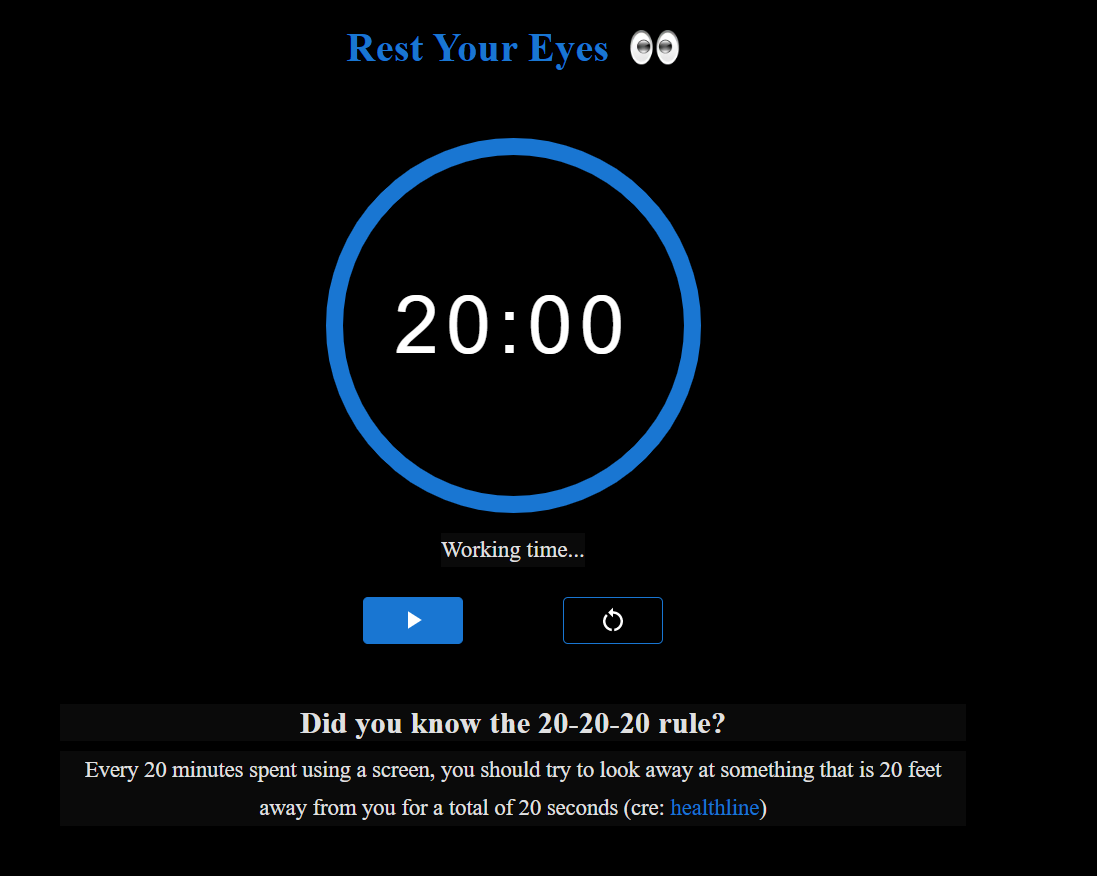 Rest Your Eyes 👀
20:00
Working time...
Did you know the 20-20-20 rule?
Every 20 minutes spent using a screen, you should try to look away at something that is 20 feet
away from you for a total of 20 seconds (cre: healthline)